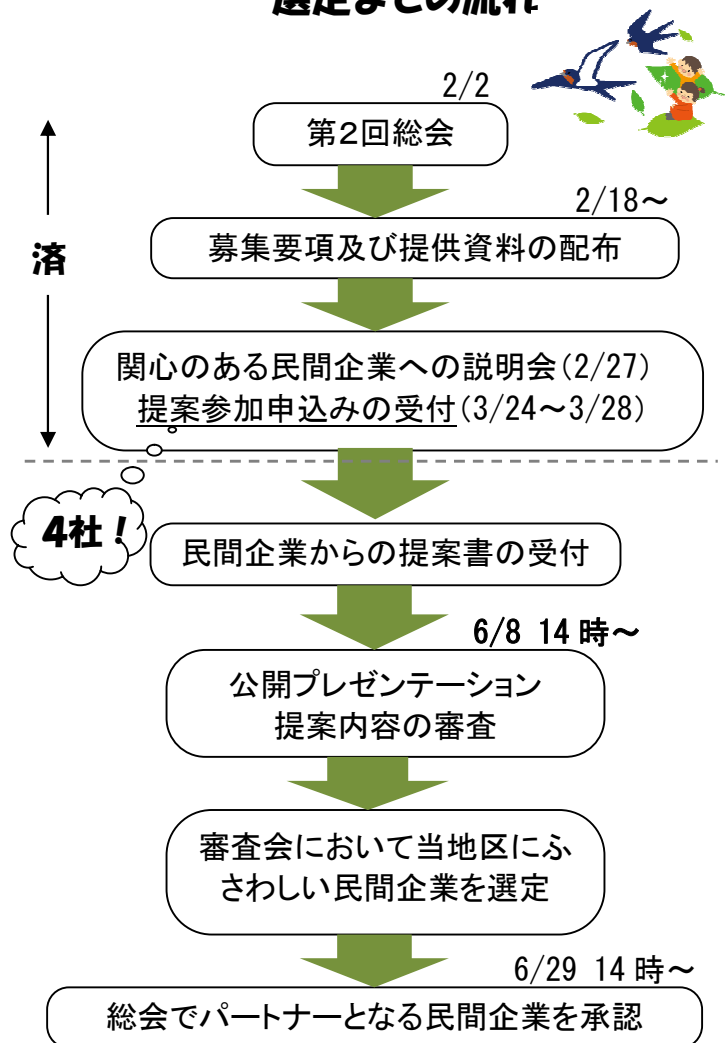 選定までの流れ
2/2
第2回総会
2/18～
募集要項及び提供資料の配布
済
関心のある民間企業への説明会(2/27)
提案参加申込みの受付(3/24～3/28)
4社！
民間企業からの提案書の受付
6/8 14時～
公開プレゼンテーション
提案内容の審査
審査会において当地区にふ
さわしい民間企業を選定
6/29 14時～
総会でパートナーとなる民間企業を承認